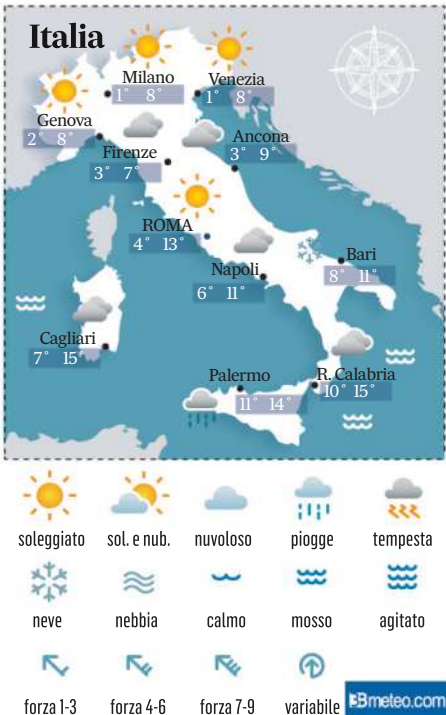 Italia
Milano
1° 8°
Venezia
1° 8°
Genova
2° 8°
Firenze
3° 7°
Ancona
3° 9°
ROMA
4° 13°
Napoli
6° 11°
Bari
8° 11°
Cagliari
7° 15°
Palermo
11° 14°
R. Calabria
10° 15°
soleggiato sol. e nub. nuvoloso piogge tempesta
neve nebbia calmo mosso agitato
forza 1-3 forza 4-6 forza 7-9 variabile
3Bmeteo.com